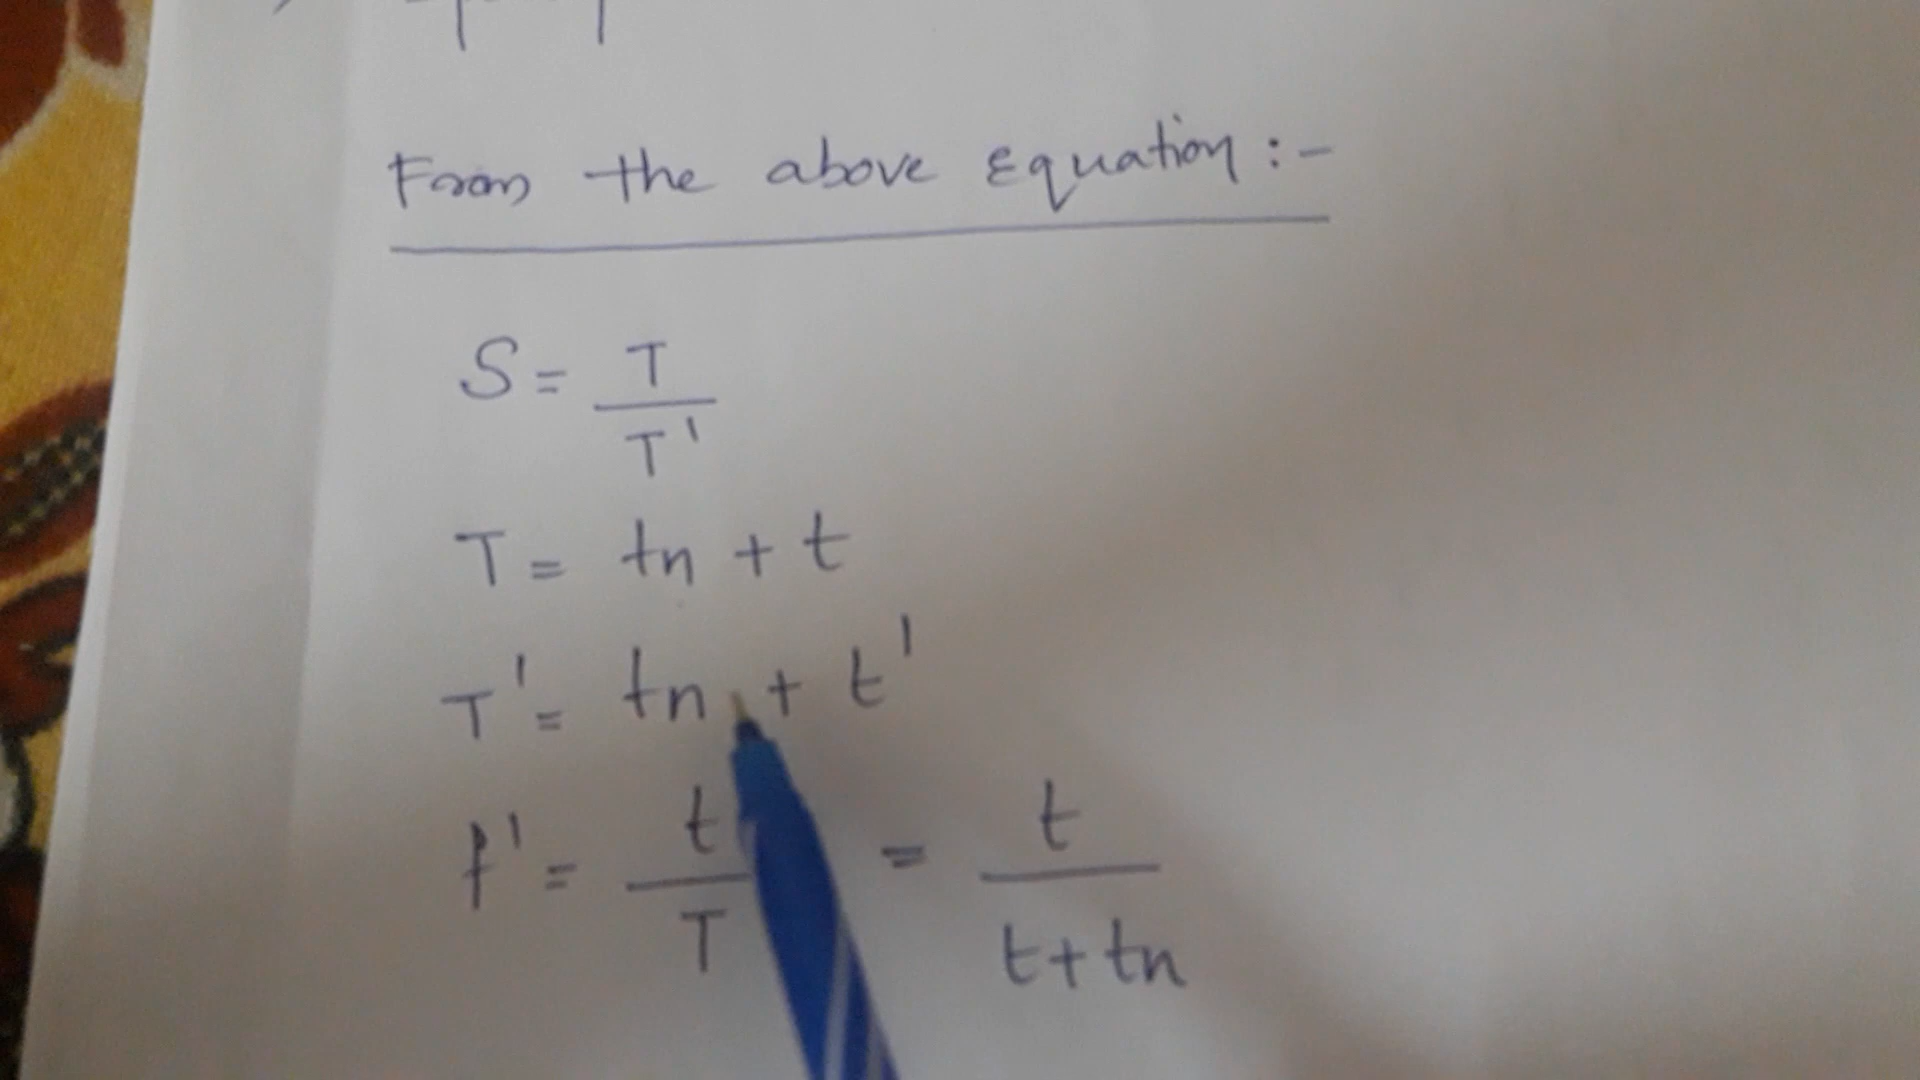 From the above Equation :-
S = T / T'
T = tn + t
T' = tn + t'
f' = t / T = t / t + tn